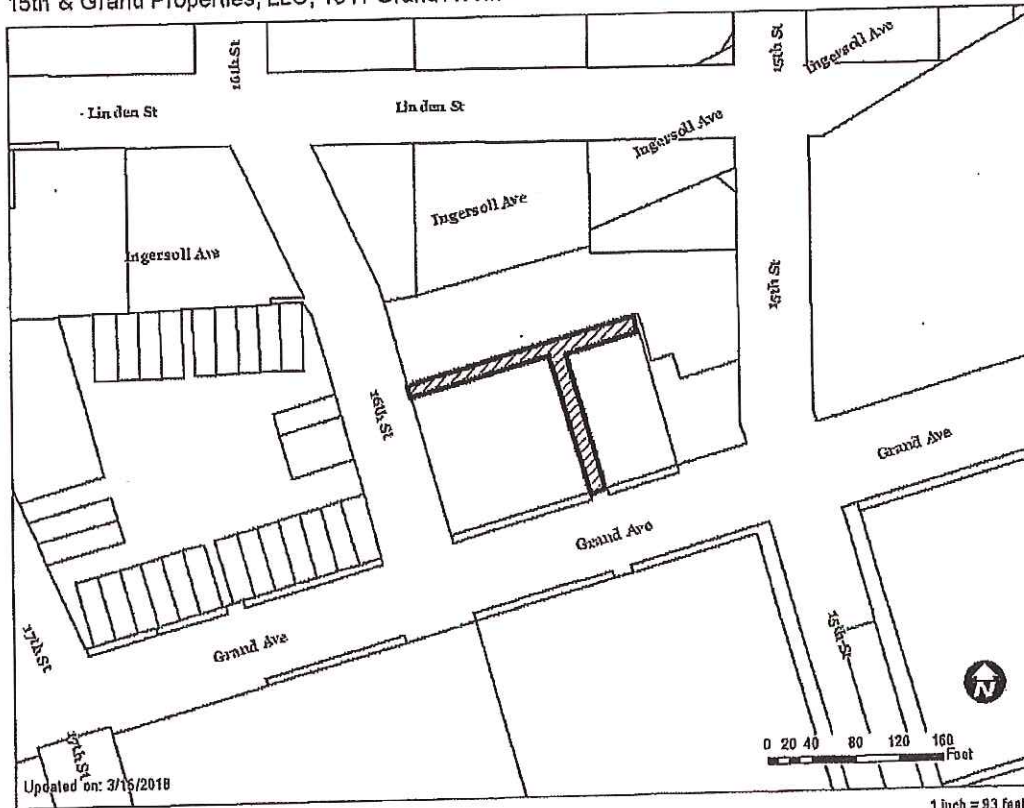 15th & Grand Properties, LLC, 1517 Grand
16th St
15th St
Ingersoll Ave
Linden St
Linden St
Ingersoll Ave
Ingersoll Ave
Ingersoll Ave
15th St
16th St
Grand Ave
Grand Ave
15th St
17th St
Grand Ave
N
17th St
0 20 40 80 120 160
Feet
Updated on: 3/15/2018
1 inch = 93 feet